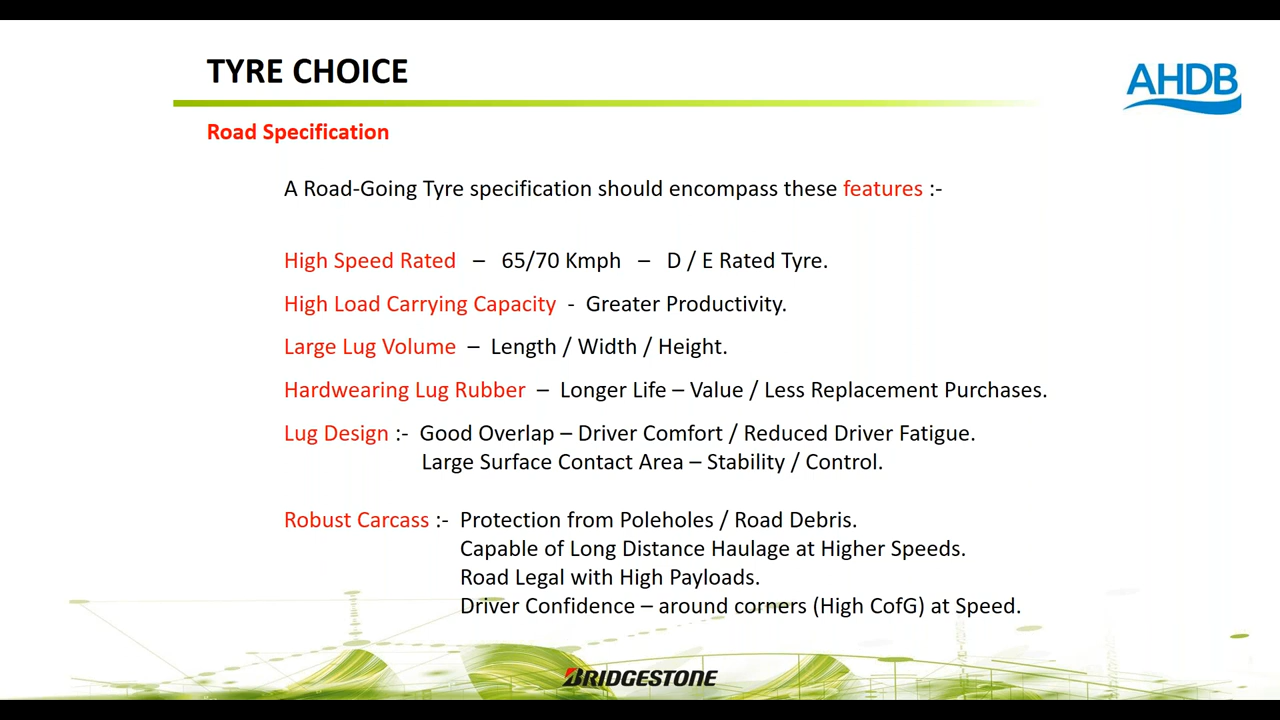 TYRE CHOICE
AHDB
Road Specification
A Road-Going Tyre specification should encompass these features :-
High Speed Rated – 65/70 Kmph – D / E Rated Tyre.
High Load Carrying Capacity - Greater Productivity.
Large Lug Volume – Length / Width / Height.
Hardwearing Lug Rubber – Longer Life – Value / Less Replacement Purchases.
Lug Design :- Good Overlap – Driver Comfort / Reduced Driver Fatigue.
Large Surface Contact Area – Stability / Control.
Robust Carcass :- Protection from Poleholes / Road Debris.
Capable of Long Distance Haulage at Higher Speeds.
Road Legal with High Payloads.
Driver Confidence – around corners (High CofG) at Speed.
BRIDGESTONE